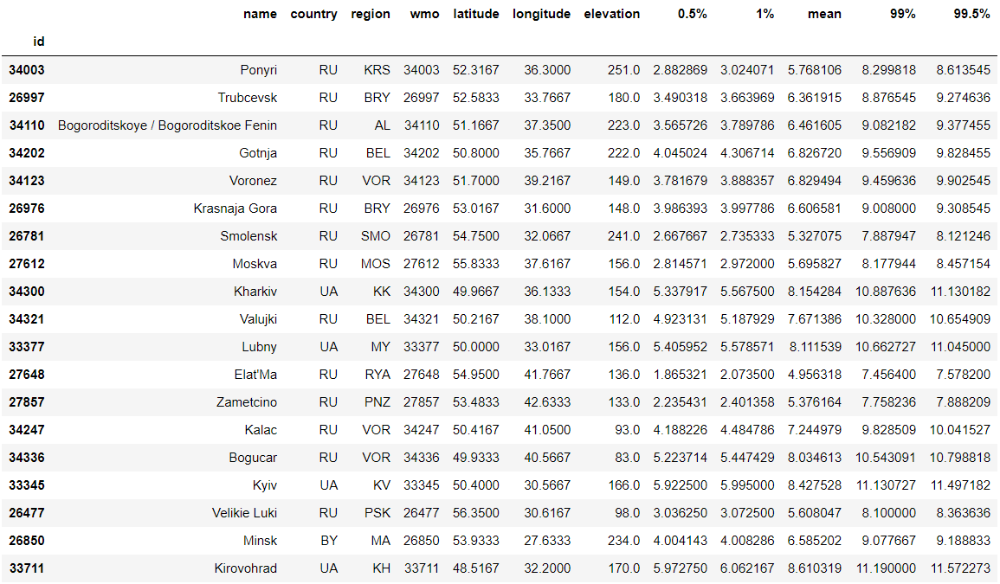 name country region wmo latitude longitude elevation 0.5% 1% mean 99% 99.5%
id
34003 Ponyri RU KRS 34003 52.3167 36.3000 251.0 2.882869 3.024071 5.768106 8.299818 8.613545
26997 Trubcevsk RU BRY 26997 52.5833 33.7667 180.0 3.490318 3.663969 6.361915 8.876545 9.274636
34110 Bogoroditskoye / Bogoroditskoe Fenin RU AL 34110 51.1667 37.3500 223.0 3.565726 3.789786 6.461605 9.082182 9.377455
34202 Gotnja RU BEL 34202 50.8000 35.7667 222.0 4.045024 4.306714 6.826720 9.556909 9.828455
34123 Voronez RU VOR 34123 51.7000 39.2167 149.0 3.781679 3.888357 6.829494 9.459636 9.902545
26976 Krasnaja Gora RU BRY 26976 53.0167 31.6000 148.0 3.986393 3.997786 6.606581 9.008000 9.308545
26781 Smolensk RU SMO 26781 54.7500 32.0667 241.0 2.667667 2.735333 5.327075 7.887947 8.121246
27612 Moskva RU MOS 27612 55.8333 37.6167 156.0 2.814571 2.972000 5.695827 8.177944 8.457154
34300 Kharkiv UA KK 34300 49.9667 36.1333 154.0 5.337917 5.567500 8.154284 10.887636 11.130182
34321 Valujki RU BEL 34321 50.2167 38.1000 112.0 4.923131 5.187929 7.671386 10.328000 10.654909
33377 Lubny UA MY 33377 50.0000 33.0167 156.0 5.405952 5.578571 8.111539 10.662727 11.045000
27648 Elat'Ma RU RYA 27648 54.9500 41.7667 136.0 1.865321 2.073500 4.956318 7.456400 7.578200
27857 Zametcino RU PNZ 27857 53.4833 42.6333 133.0 2.235431 2.401358 5.376164 7.758236 7.888209
34247 Kalac RU VOR 34247 50.4167 41.0500 93.0 4.188226 4.484786 7.244979 9.828509 10.041527
34336 Bogucar RU VOR 34336 49.9333 40.5667 83.0 5.223714 5.447429 8.034613 10.543091 10.798818
33345 Kyiv UA KV 33345 50.4000 30.5667 166.0 5.922500 5.995000 8.427528 11.130727 11.497182
26477 Velikie Luki RU PSK 26477 56.3500 30.6167 98.0 3.036250 3.072500 5.608047 8.100000 8.363636
26850 Minsk BY MA 26850 53.9333 27.6333 234.0 4.004143 4.008286 6.585202 9.077667 9.188833
33711 Kirovohrad UA KH 33711 48.5167 32.2000 170.0 5.972750 6.062167 8.610319 11.190000 11.572273